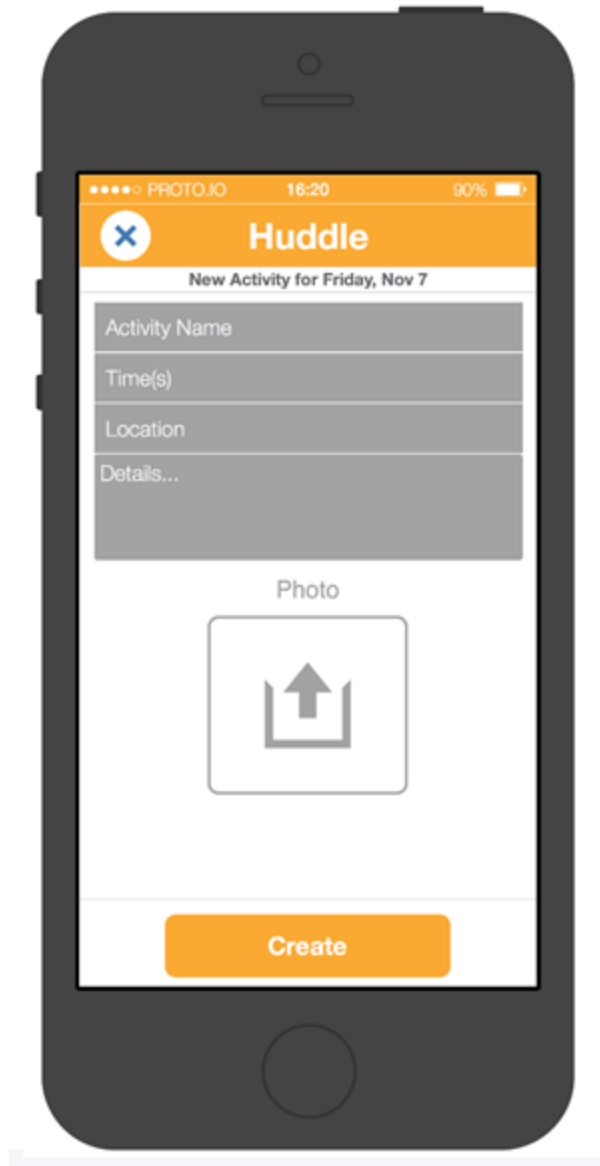 PROTO.IO 16:20 90%
Huddle
New Activity for Friday, Nov 7
Activity Name
Time(s)
Location
Details...
Photo
Create